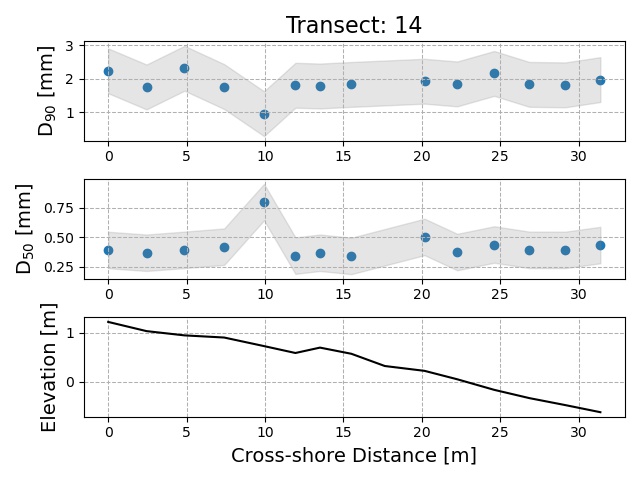 Transect: 14
D90 [mm]
3
2
1
0 5 10 15 20 25 30
D50 [mm]
0.75
0.50
0.25
0 5 10 15 20 25 30
Elevation [m]
1
0
0 5 10 15 20 25 30
Cross-shore Distance [m]